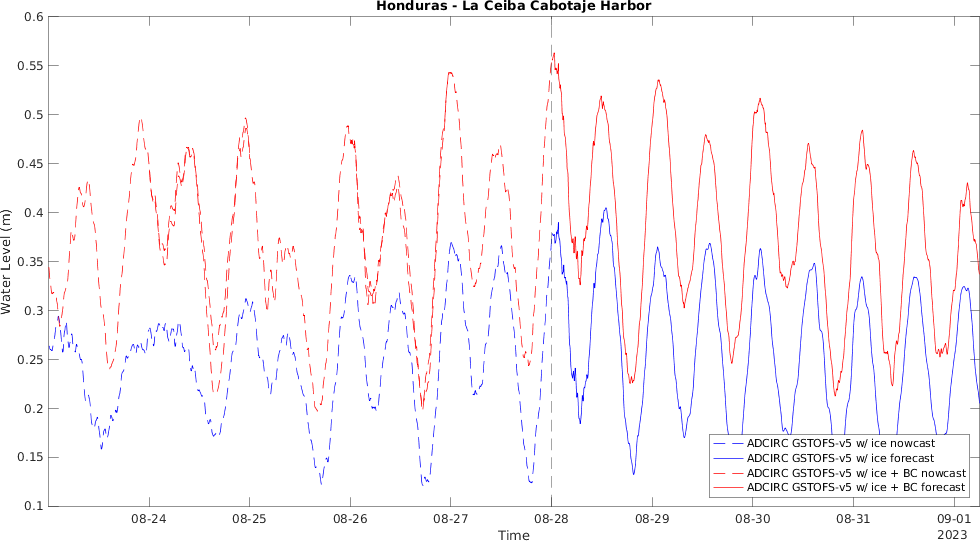 Honduras - La Ceiba Cabotaje Harbor
0.6
0.55
0.5
0.45
0.4
0.35
0.3
0.25
0.2
0.15
0.1
Water Level (m)
ADCIRC GSTOFS-v5 w/ ice nowcast
ADCIRC GSTOFS-v5 w/ ice forecast
ADCIRC GSTOFS-v5 w/ ice + BC nowcast
ADCIRC GSTOFS-v5 w/ ice + BC forecast
08-24 08-25 08-26 08-27 08-28 08-29 08-30 08-31 09-01
Time 2023